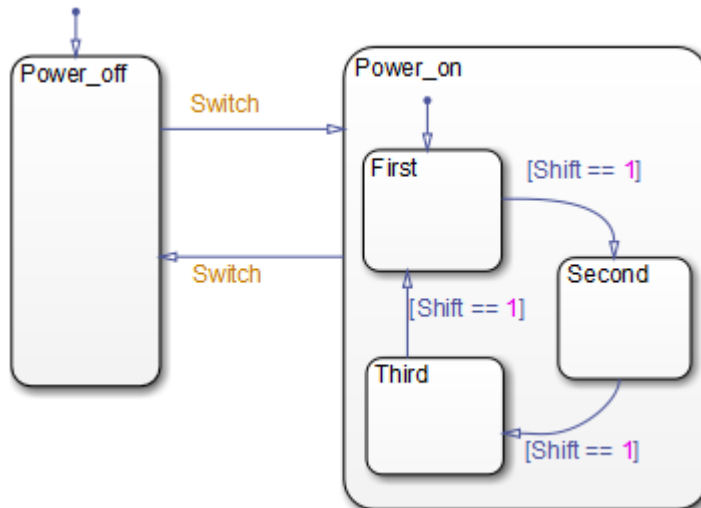 Power_off
Switch
Switch
Power_on
First
[Shift == 1]
Second
[Shift == 1]
Third
[Shift == 1]